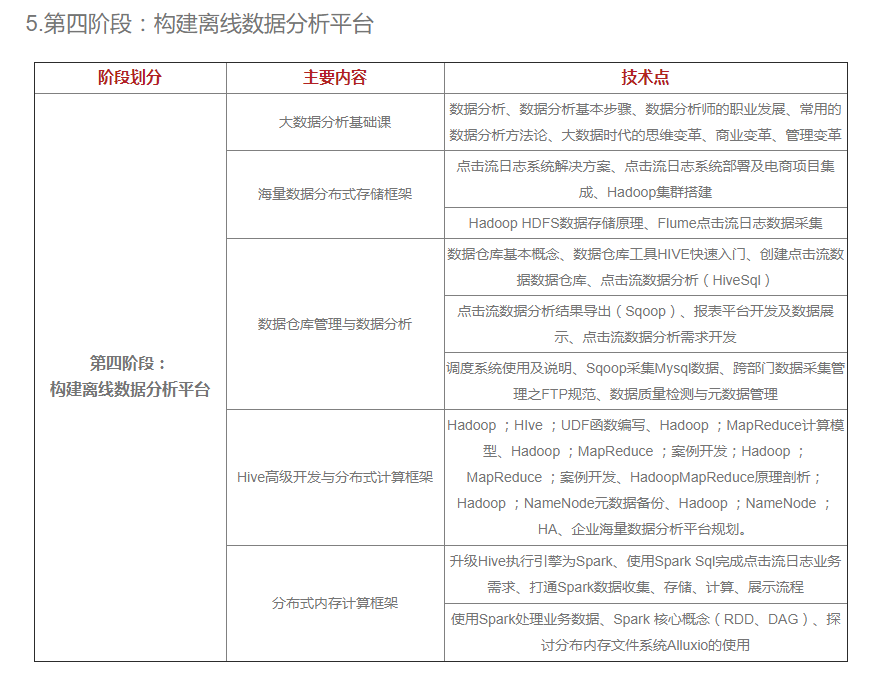 5.第四阶段：构建离线数据分析平台
阶段划分
主要内容
技术点
第四阶段：
构建离线数据分析平台
大数据分析基础课
数据分析、数据分析基本步骤、数据分析师的职业发展、常用的
数据分析方法论、大数据时代的思维变革、商业变革、管理变革
海量数据分布式存储框架
点击流日志系统解决方案、点击流日志系统部署及电商项目集
成、Hadoop集群搭建
Hadoop HDFS数据存储原理、Flume点击流日志数据采集
数据仓库管理与数据分析
数据仓库基本概念、数据仓库工具HIVE快速入门、创建点击流数
据数据仓库、点击流数据分析（HiveSql）
点击流数据分析结果导出（Sqoop）、报表平台开发及数据展
示、点击流数据分析需求开发
调度系统使用及说明、Sqoop采集Mysql数据、跨部门数据采集管
理之FTP规范、数据质量检测与元数据管理
Hive高级开发与分布式计算框架
Hadoop ；HIve ；UDF函数编写、Hadoop ；MapReduce计算模
型、Hadoop ；MapReduce ；案例开发；Hadoop ；
MapReduce ；案例开发、HadoopMapReduce原理剖析；
Hadoop ；NameNode元数据备份、Hadoop ；NameNode ；
HA、企业海量数据分析平台规划。
分布式内存计算框架
升级Hive执行引擎为Spark、使用Spark Sql完成点击流日志业务
需求、打通Spark数据收集、存储、计算、展示流程
使用Spark处理业务数据、Spark 核心概念（RDD、DAG）、探
讨分布内存文件系统Alluxio的使用